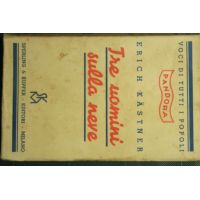 VOCI DI TUTTI I POPOLI
PANDORA
ERICH KÄSTNER
Tre uomini
sulla neve
SPERLING & KUPFER - EDITORI - MILANO